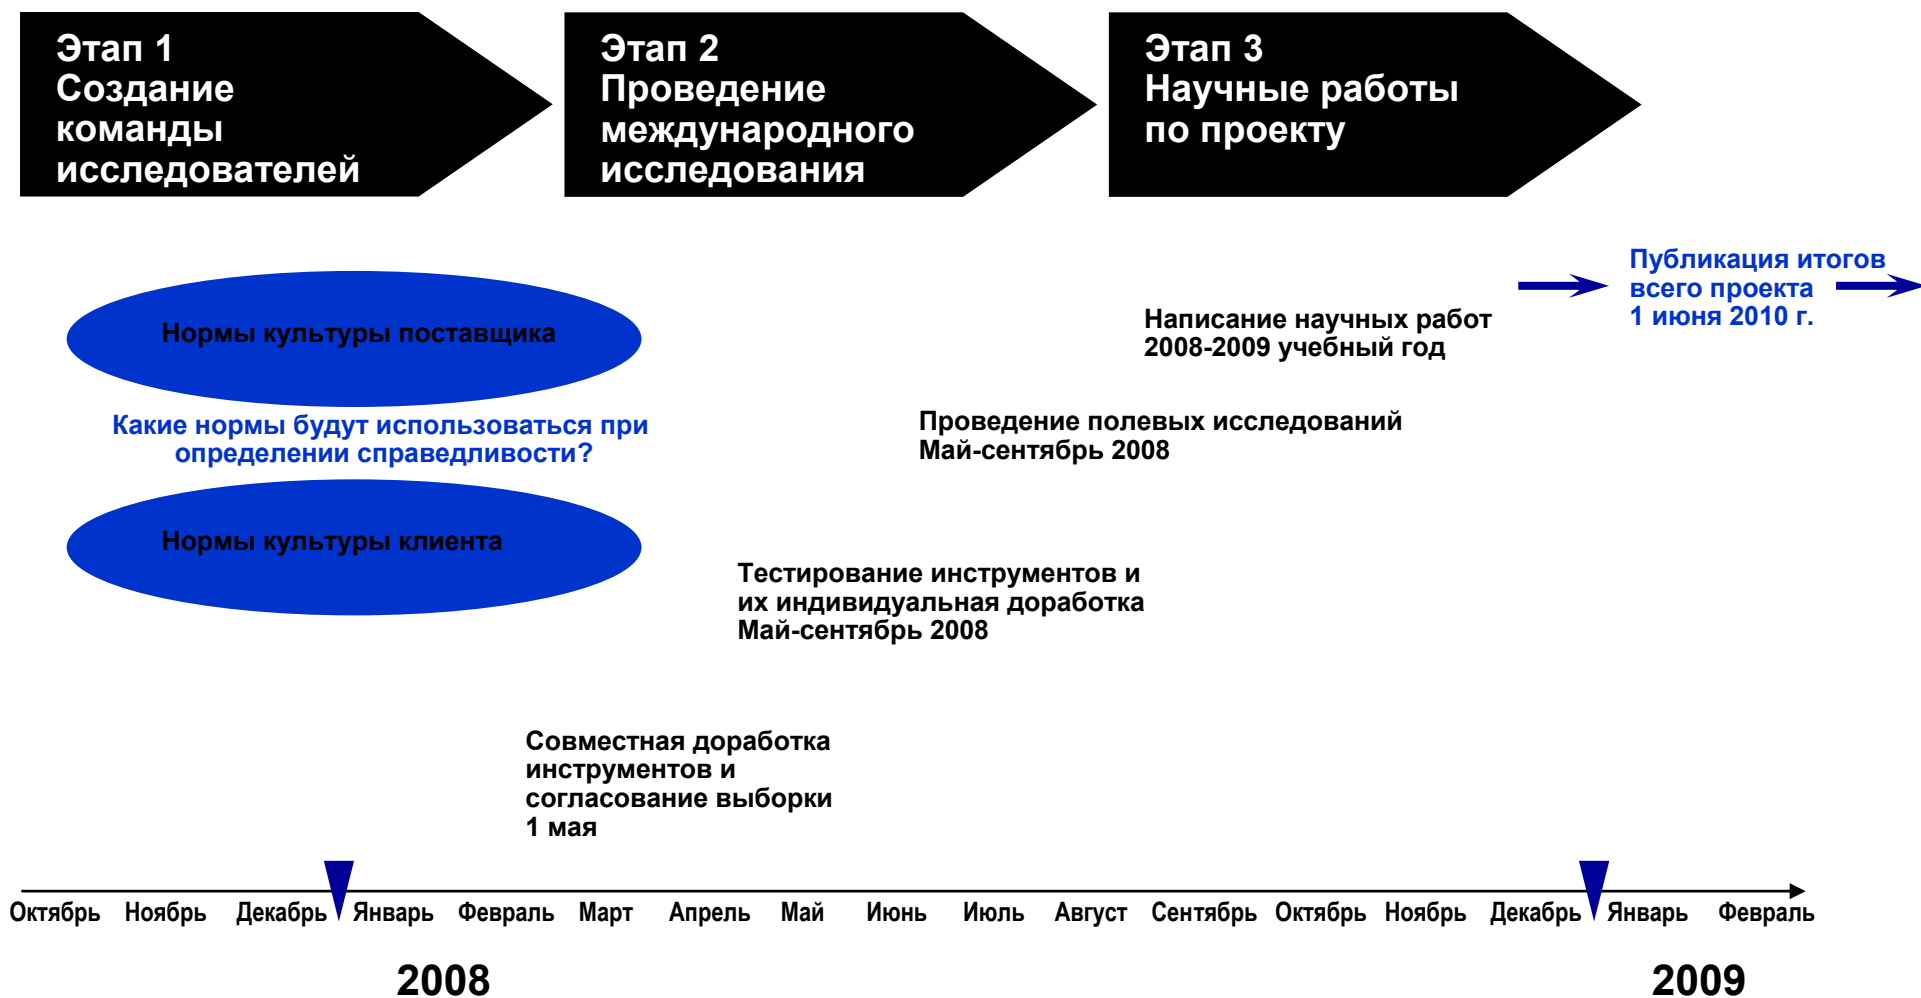 Этап 1
Создание
команды
исследователей
Этап 2
Проведение
международного
исследования
Этап 3
Научные работы
по проекту
Публикация итогов
всего проекта
1 июня 2010 г.
Написание научных работ
2008-2009 учебный год
Нормы культуры поставщика
Какие нормы будут использоваться при
определении справедливости?
Проведение полевых исследований
Май-сентябрь 2008
Нормы культуры клиента
Тестирование инструментов и
их индивидуальная доработка
Май-сентябрь 2008
Совместная доработка
инструментов и
согласование выборки
1 мая
Октябрь Ноябрь Декабрь Январь Февраль Март Апрель Май Июнь Июль Август Сентябрь Октябрь Ноябрь Декабрь Январь Февраль
2008 2009